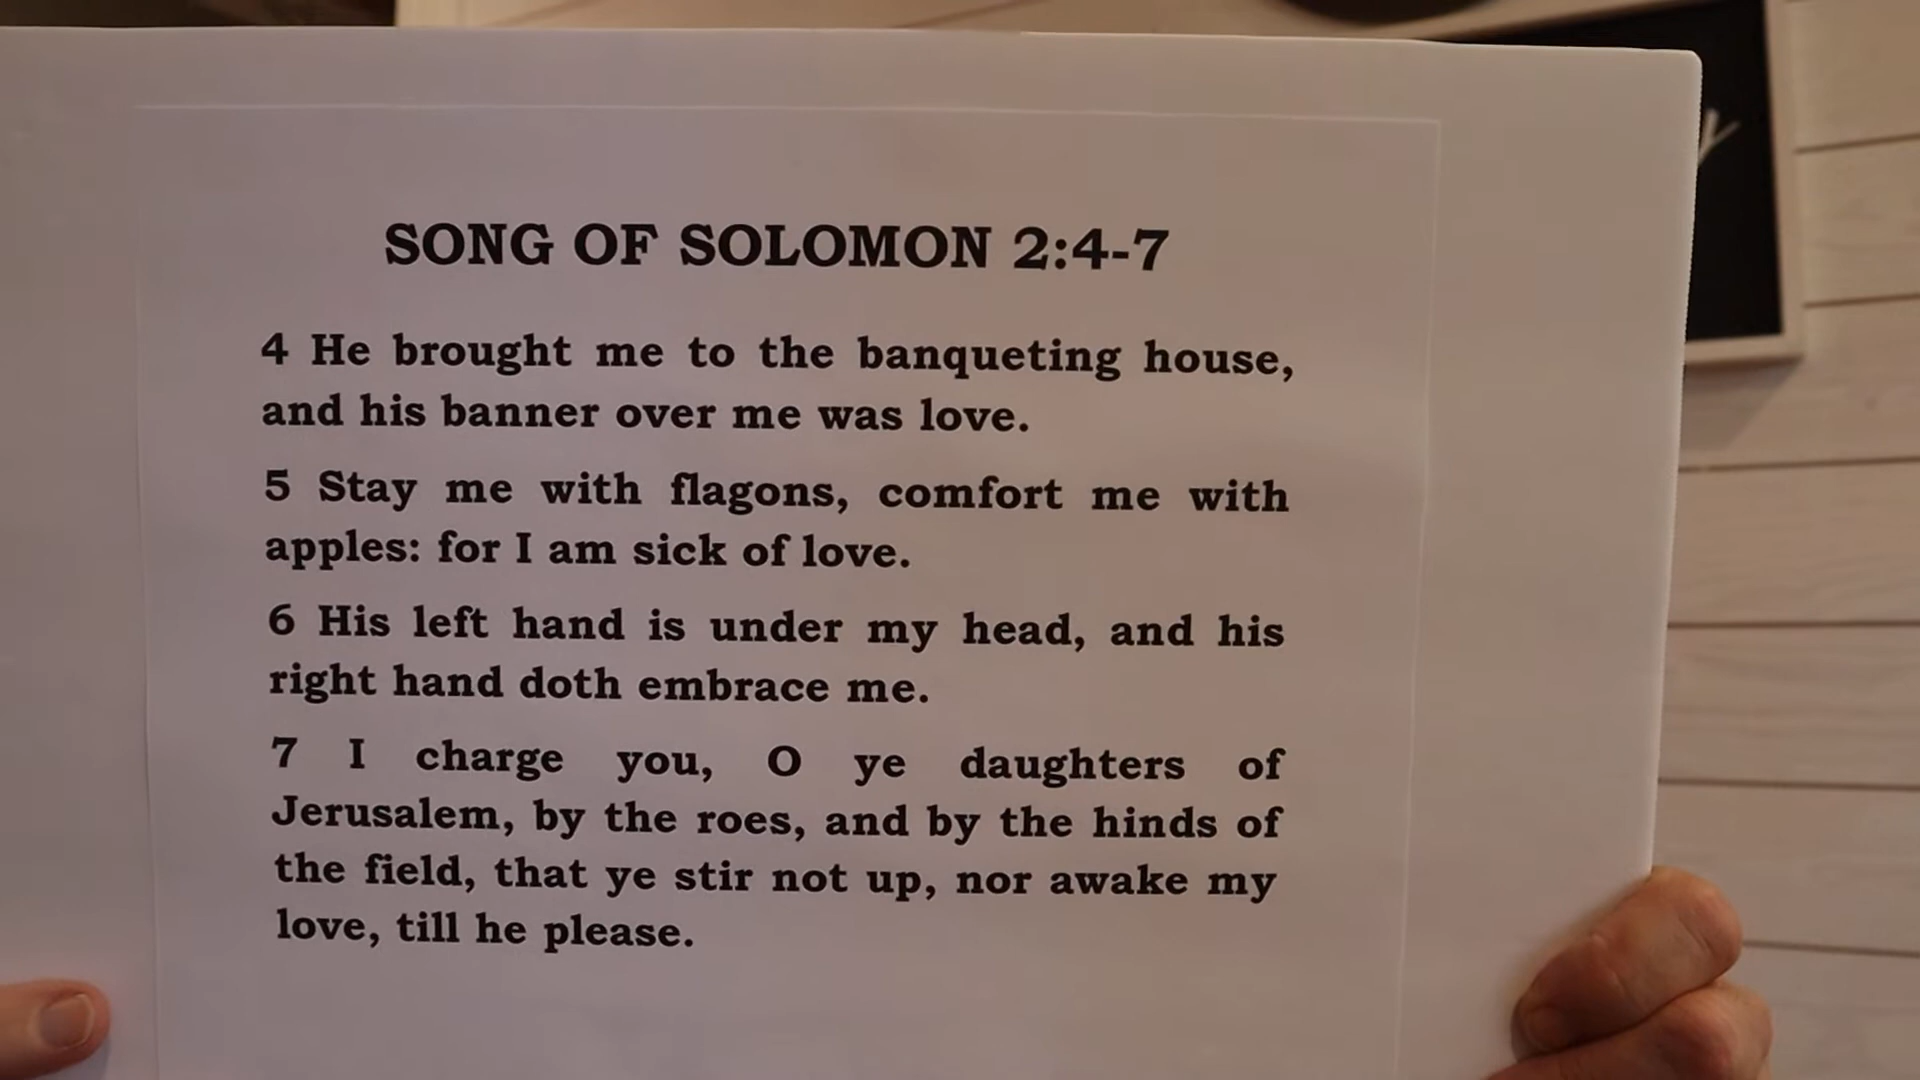 SONG OF SOLOMON 2:4-7
4 He brought me to the banqueting house,
and his banner over me was love.
5 Stay me with flagons, comfort me with
apples: for I am sick of love.
6 His left hand is under my head, and his
right hand doth embrace me.
7 I charge you, O ye daughters of
Jerusalem, by the roes, and by the hinds of
the field, that ye stir not up, nor awake my
love, till he please.